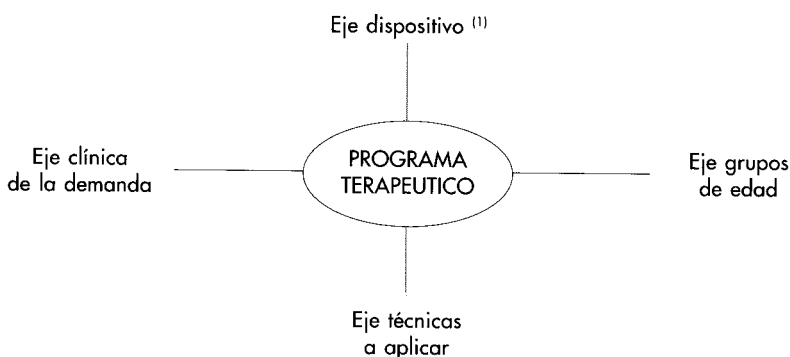 Eje dispositivo (1)
Eje clínica
de la demanda
PROGRAMA
TERAPEUTICO
Eje grupos
de edad
Eje técnicas
a aplicar